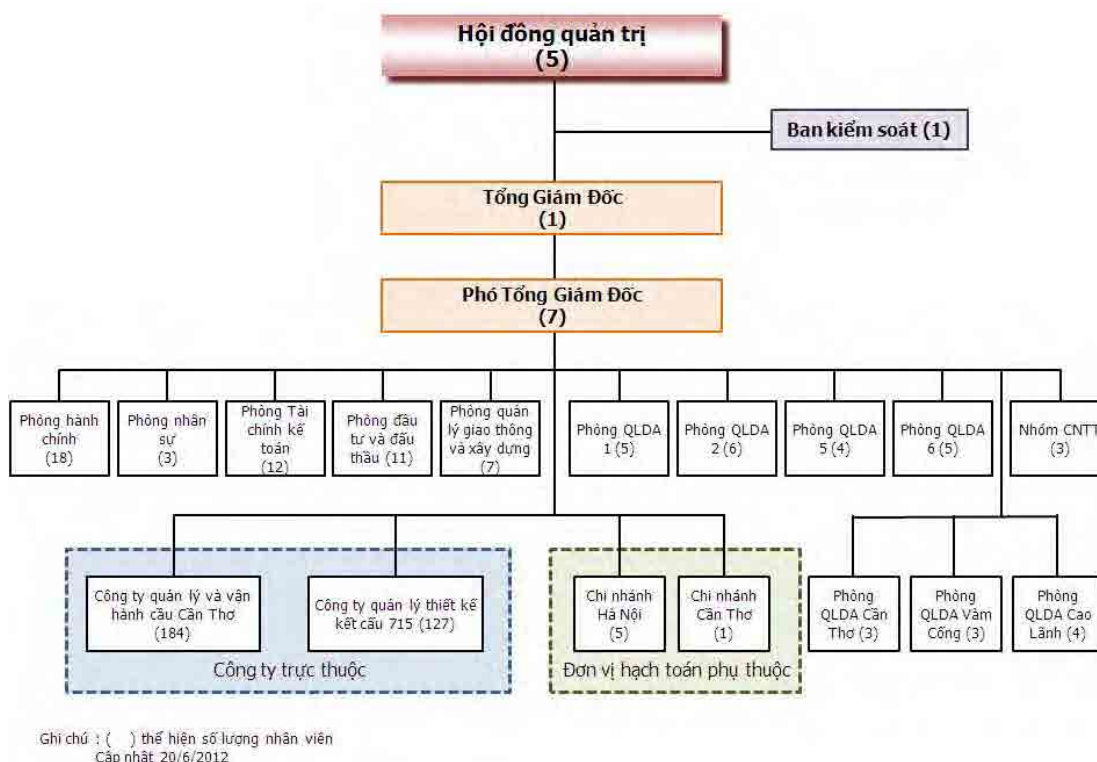 Hội đồng quản trị
(5)
Ban kiểm soát (1)
Tổng Giám Đốc
(1)
Phó Tổng Giám Đốc
(7)
Phòng hành
chính
(18)
Phòng nhân
sự
(3)
Phòng Tài
chính kế
toán
(12)
Phòng đầu
tư và đấu
thầu (11)
Phòng quản
lý giao thông
và xây dựng
(7)
Phòng QLDA
1 (5)
Phòng QLDA
2 (6)
Phòng QLDA
5 (4)
Phòng QLDA
6 (5)
Nhóm CNTT
(3)
Công ty quản lý và vận
hành cầu Cần Thơ
(184)
Công ty quản lý thiết kế
kết cấu 715 (127)
Công ty trực thuộc
Chi nhánh
Hà Nội
(5)
Chi nhánh
Cần Thơ
(1)
Đơn vị hạch toán phụ thuộc
Phòng
QLDA Cần
Thơ (3)
Phòng
QLDA Vàm
Cống (3)
Phòng
QLDA Cao
Lãnh (4)
Ghi chú : ( ) thể hiện số lượng nhân viên
Cập nhật 20/6/2012